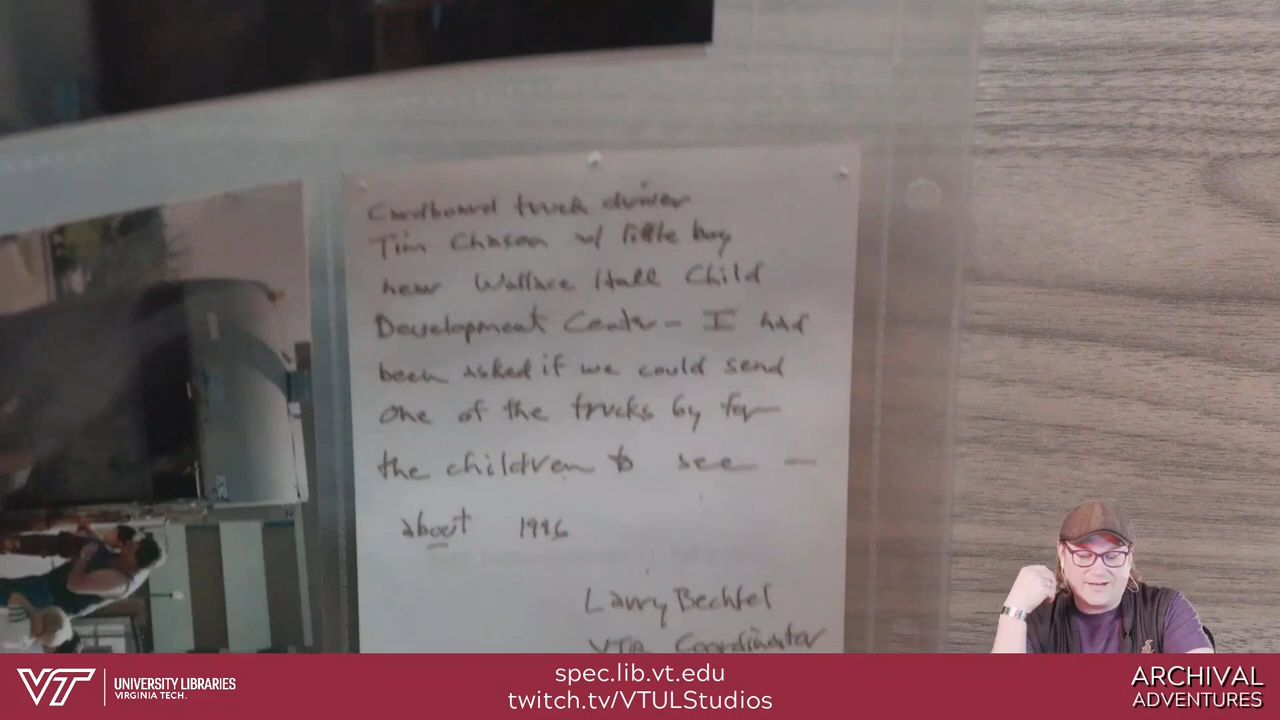 Cardboard truck driver
Tim Chason w/ little boy
near Wallace Hall Child
Development Center - I had
been asked if we could send
one of the trucks by for
the children to see -
about 1996
Larry Bechtel
Coordinator
VT UNIVERSITY LIBRARIES
VIRGINIA TECH.
spec.lib.vt.edu
twitch.tv/VTULStudios
ARCHIVAL
ADVENTURES